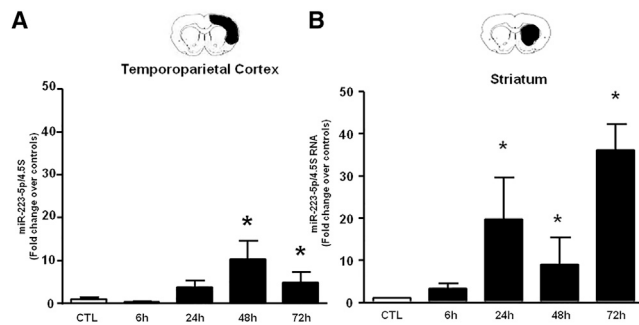 A
Temporoparietal Cortex
miR-223-5p/4.5S
(Fold change over controls)
50
40
30
20
10
0
*
*
CTL 6h 24h 48h 72h
B
Striatum
miR-223-5p/4.5S RNA
(Fold change over controls)
50
40
30
20
10
0
*
*
*
CTL 6h 24h 48h 72h